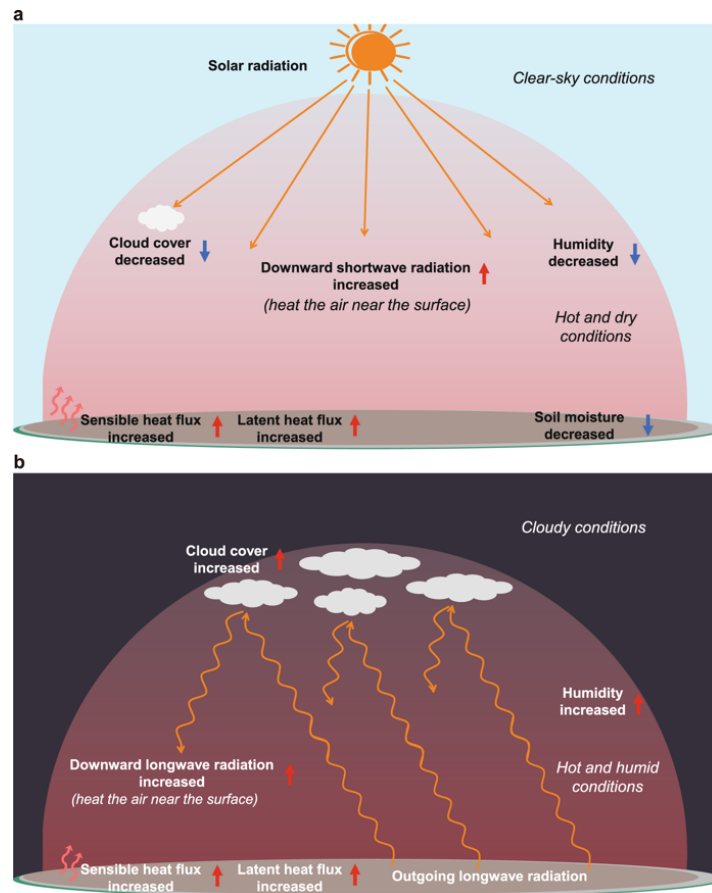 a
Solar radiation
Clear-sky conditions
Cloud cover
decreased
Downward shortwave radiation
increased
(heat the air near the surface)
Humidity
decreased
Hot and dry
conditions
Sensible heat flux
increased
Latent heat flux
increased
Soil moisture
decreased
b
Cloudy conditions
Cloud cover
increased
Humidity
increased
Downward longwave radiation
increased
(heat the air near the surface)
Hot and humid
conditions
Sensible heat flux
increased
Latent heat flux
increased
Outgoing longwave radiation